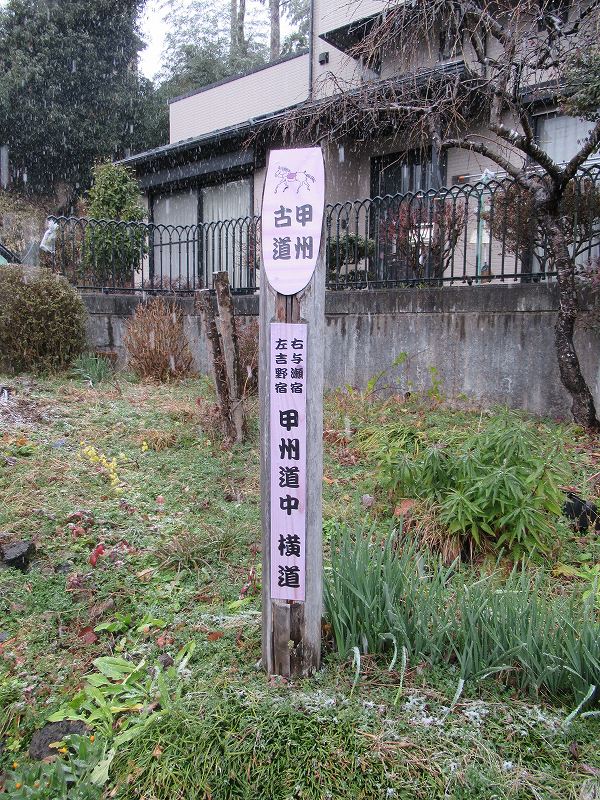 甲州
古道
右与瀬宿
左吉野宿
甲州道中 横道